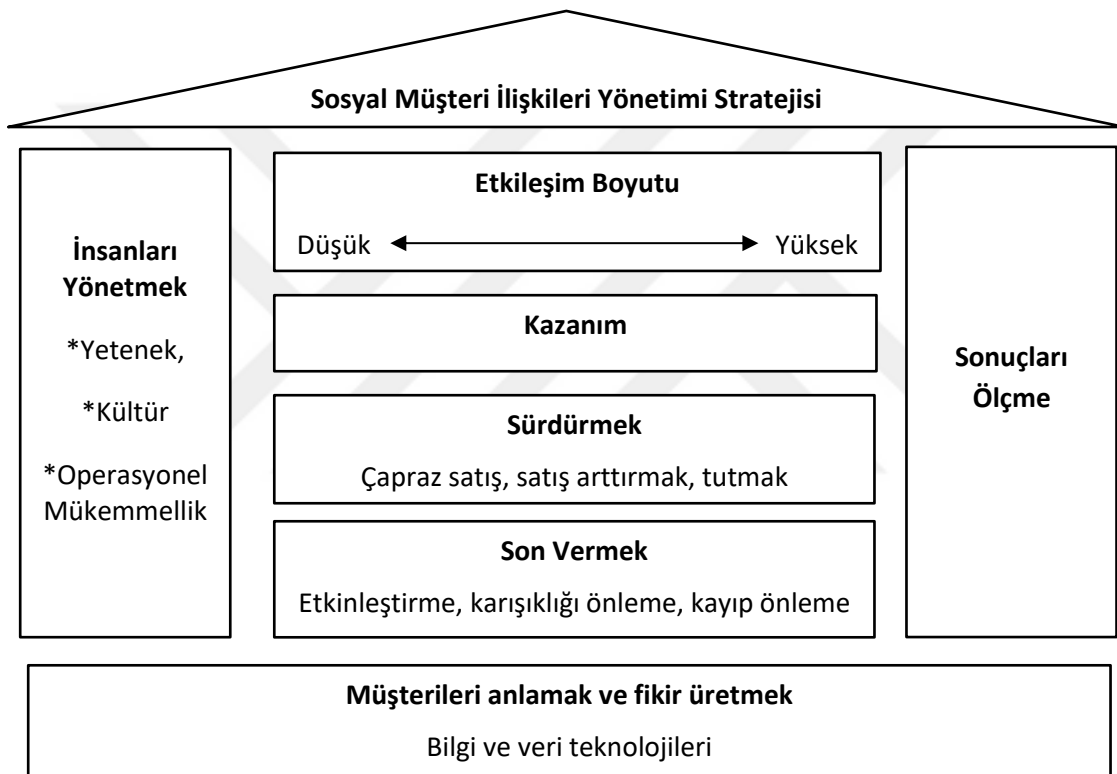 Sosyal Müşteri İlişkileri Yönetimi Stratejisi
İnsanları
Yönetmek
*Yetenek,
*Kültür
*Operasyonel
Mükemmellik
Etkileşim Boyutu
Düşük Yüksek
Kazanım
Sürdürmek
Çapraz satış, satış arttırmak, tutmak
Son Vermek
Etkinleştirme, karışıklığı önleme, kayıp önleme
Sonuçları
Ölçme
Müşterileri anlamak ve fikir üretmek
Bilgi ve veri teknolojileri